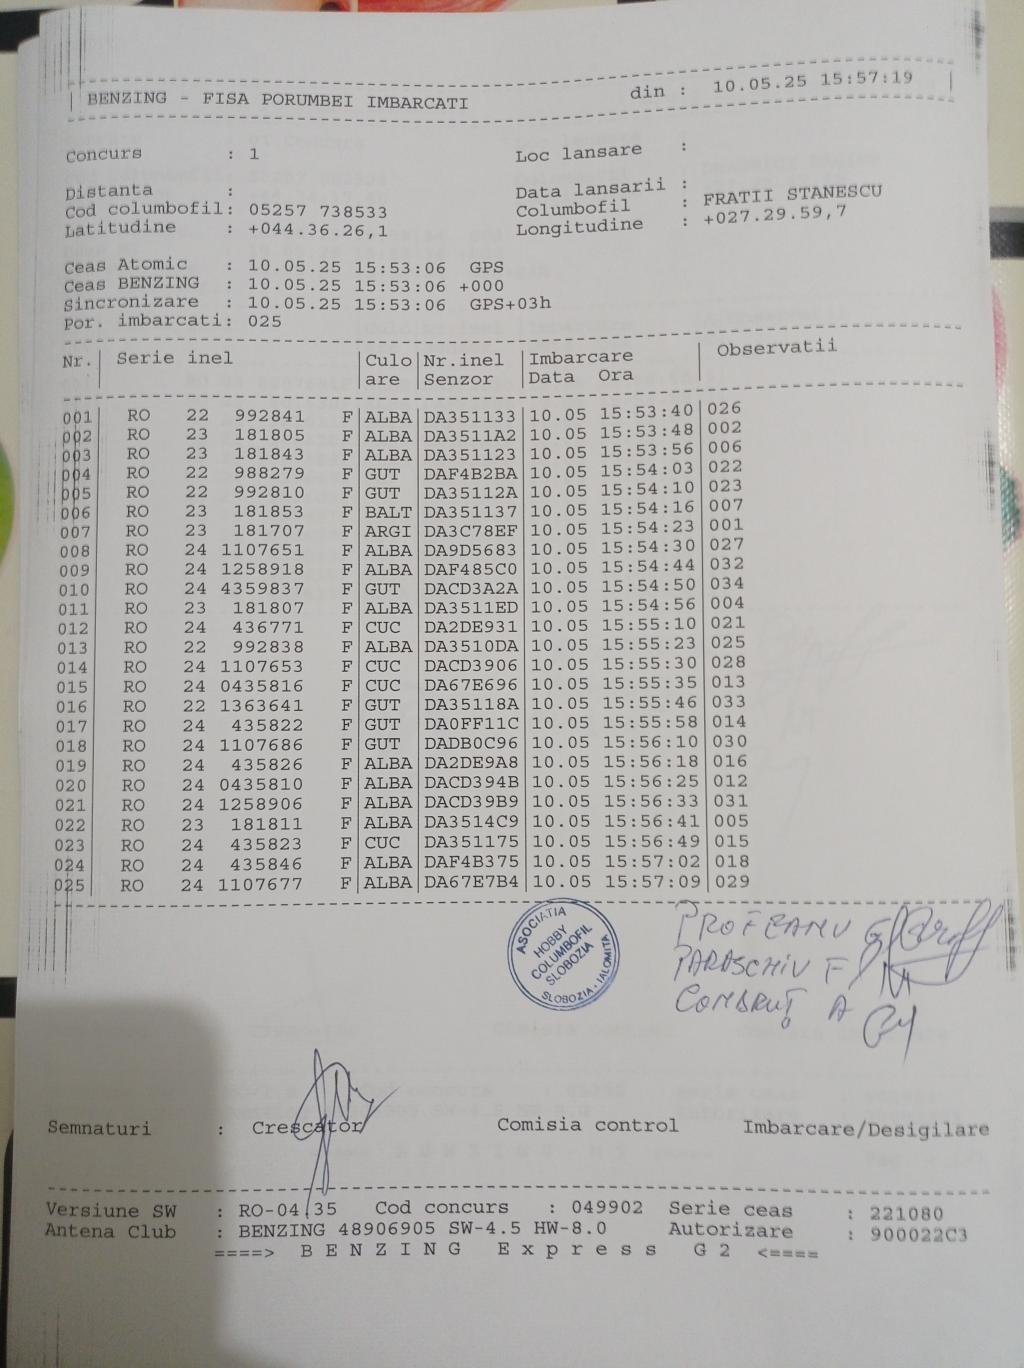 BENZING - FISA PORUMBEI IMBARCATI din : 10.05.25 15:57:19
Concurs : 1 Loc lansare :
Distanta : Data lansarii :
Cod columbofil: 05257 738533 Columbofil : FRATII STANESCU
Latitudine : +044.36.26,1 Longitudine : +027.29.59,7
Ceas Atomic : 10.05.25 15:53:06 GPS
Ceas BENZING : 10.05.25 15:53:06 +000
Sincronizare : 10.05.25 15:53:06 GPS+03h
Por. imbarcati: 025
Nr. Serie inel Culo Nr.inel Imbarcare Observatii
are Senzor Data Ora
001 RO 22 992841 F ALBA DA351133 10.05 15:53:40 026
002 RO 23 181805 F ALBA DA3511A2 10.05 15:53:48 002
003 RO 23 181843 F ALBA DA351123 10.05 15:53:56 006
004 RO 22 988279 F GUT DAF4B2BA 10.05 15:54:03 022
005 RO 22 992810 F GUT DA35112A 10.05 15:54:10 023
006 RO 23 181853 F BALT DA351137 10.05 15:54:16 007
007 RO 23 181707 F ARGI DA3C78EF 10.05 15:54:23 001
008 RO 24 1107651 F ALBA DA9D5683 10.05 15:54:30 027
009 RO 24 1258918 F ALBA DAF485C0 10.05 15:54:44 032
010 RO 24 4359837 F GUT DACD3A2A 10.05 15:54:50 034
011 RO 23 181807 F ALBA DA3511ED 10.05 15:54:56 004
012 RO 24 436771 F CUC DA2DE931 10.05 15:55:10 021
013 RO 22 992838 F ALBA DA3510DA 10.05 15:55:23 025
014 RO 24 1107653 F CUC DACD3906 10.05 15:55:30 028
015 RO 24 0435816 F CUC DA67E696 10.05 15:55:35 013
016 RO 22 1363641 F GUT DA35118A 10.05 15:55:46 033
017 RO 24 435822 F GUT DA0FF11C 10.05 15:55:58 014
018 RO 24 1107686 F GUT DADB0C96 10.05 15:56:10 030
019 RO 24 435826 F ALBA DA2DE9A8 10.05 15:56:18 016
020 RO 24 0435810 F ALBA DACD394B 10.05 15:56:25 012
021 RO 24 1258906 F ALBA DACD39B9 10.05 15:56:33 031
022 RO 23 181811 F ALBA DA3514C9 10.05 15:56:41 005
023 RO 24 435823 F CUC DA351175 10.05 15:56:49 015
024 RO 24 435846 F ALBA DAF4B375 10.05 15:57:02 018
025 RO 24 1107677 F ALBA DA67E7B4 10.05 15:57:09 029
ASOCIATIA
HOBBY
COLUMBOFIL
SLOBOZIA
SLOBOZIA - IALOMITA
PROFEANU G
PARASCHIV F
COMDRUȚ A
Semnaturi : Crescator Comisia control Imbarcare/Desigilare
Versiune SW : RO-04.35 Cod concurs : 049902 Serie ceas : 221080
Antena Club : BENZING 48906905 SW-4.5 HW-8.0 Autorizare : 900022C3
====> B E N Z I N G E x p r e s s G 2 <====